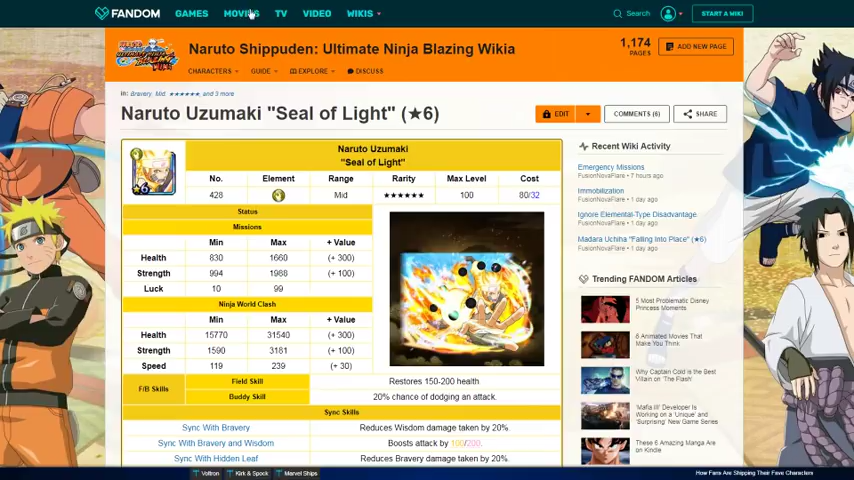 FANDOM GAMES MOVIES TV VIDEO WIKIS Search START A WIKI
Naruto Shippuden: Ultimate Ninja Blazing Wikia 1,174 PAGES ADD NEW PAGE
CHARACTERS GUIDE EXPLORE DISCUSS
in: Bravery, Mid, ★★★★★★, and 3 more
Naruto Uzumaki "Seal of Light" (★6) EDIT COMMENTS (6) SHARE
Naruto Uzumaki
"Seal of Light"
No. Element Range Rarity Max Level Cost
428 Mid ★★★★★★ 100 80/32
Status
Missions
Min Max + Value
Health 830 1660 (+ 300)
Strength 994 1988 (+ 100)
Luck 10 99
Ninja World Clash
Min Max + Value
Health 15770 31540 (+ 300)
Strength 1590 3181 (+ 100)
Speed 119 239 (+ 30)
F/B Skills
Field Skill Restores 150-200 health
Buddy Skill 20% chance of dodging an attack.
Sync Skills
Sync With Bravery Reduces Wisdom damage taken by 20%.
Sync With Bravery and Wisdom Boosts attack by 100/200.
Sync With Hidden Leaf Reduces Bravery damage taken by 20%.
Recent Wiki Activity
Emergency Missions
FusionNovaFlare • 7 hours ago
Immobilization
FusionNovaFlare • 1 day ago
Ignore Elemental-Type Disadvantage
FusionNovaFlare • 1 day ago
Madara Uchiha "Falling Into Place" (★6)
FusionNovaFlare • 1 day ago
Trending FANDOM Articles
5 Most Problematic Disney
Princess Moments
6 Animated Movies That
Make You Think
Why Captain Cold is the Best
Villain on 'The Flash'
'Mafia III' Developer Is
Working on a 'Unique' and
'Surprising' New Game Series
These 6 Amazing Manga Are
on Kindle
Voltron Kirk & Spock Marvel Ships How Fans Are Shipping Their Fave Characters